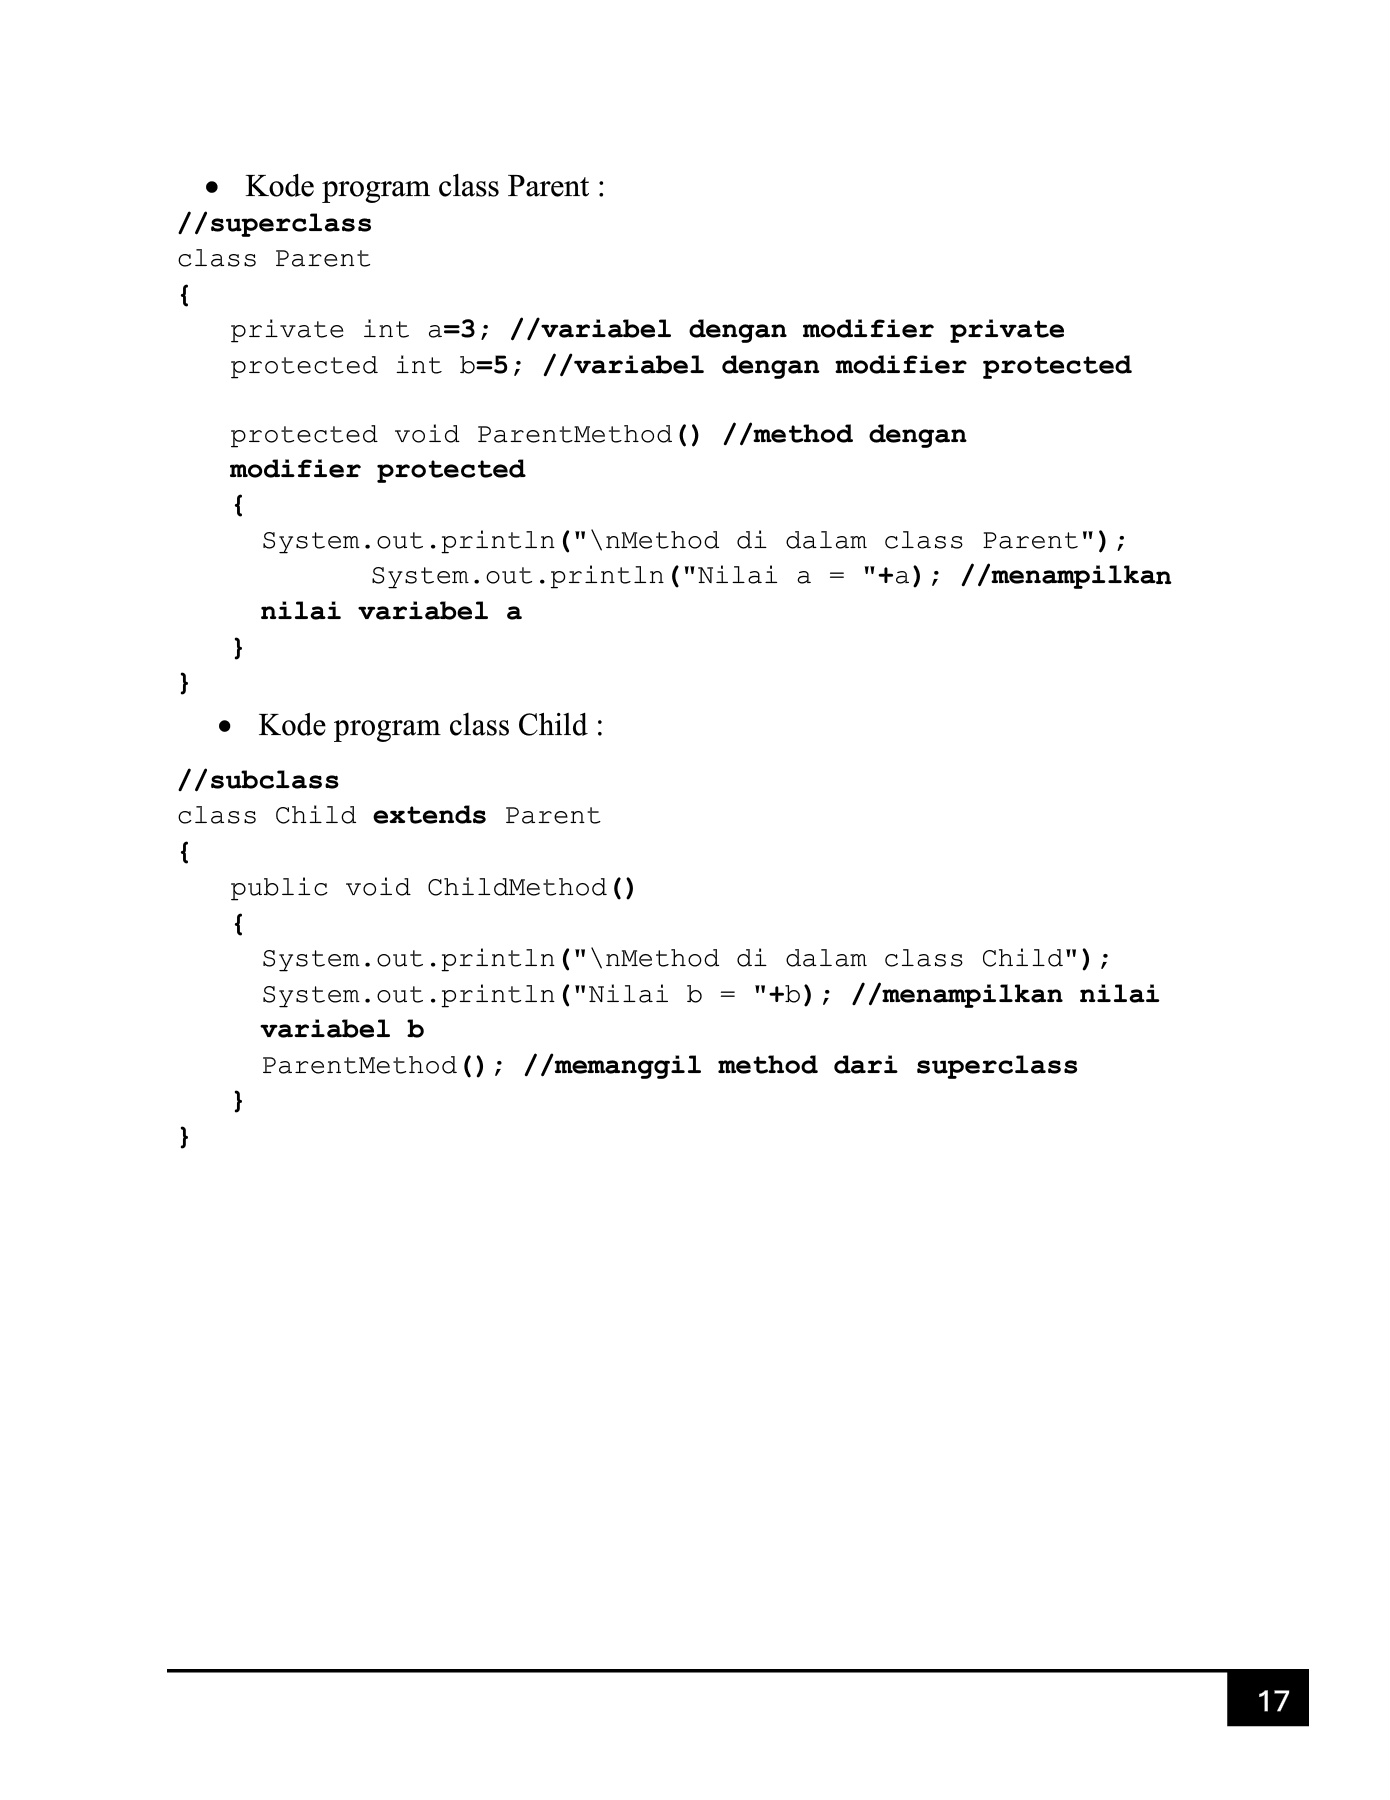 • Kode program class Parent :
//superclass
class Parent
{
private int a=3; //variabel dengan modifier private
protected int b=5; //variabel dengan modifier protected
protected void ParentMethod() //method dengan
modifier protected
{
System.out.println("\nMethod di dalam class Parent");
System.out.println("Nilai a = "+a); //menampilkan
nilai variabel a
}
}
• Kode program class Child :
//subclass
class Child extends Parent
{
public void ChildMethod()
{
System.out.println("\nMethod di dalam class Child");
System.out.println("Nilai b = "+b); //menampilkan nilai
variabel b
ParentMethod(); //memanggil method dari superclass
}
}
17